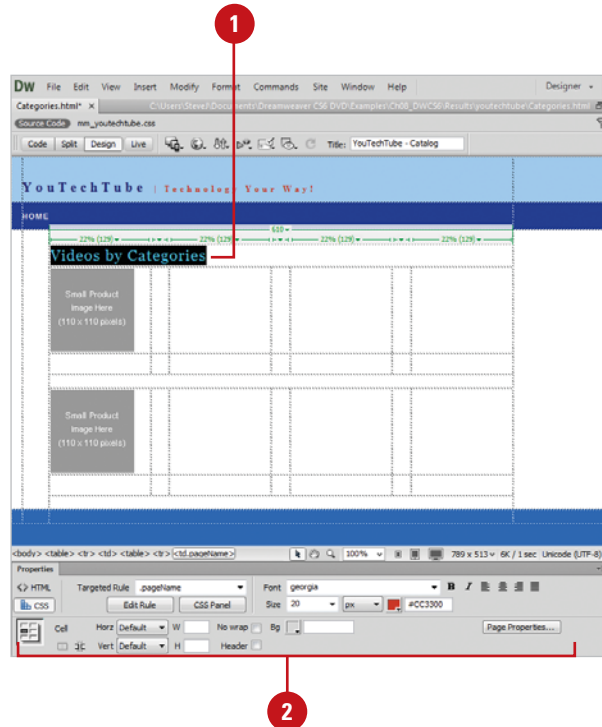 1
DW File Edit View Insert Modify Format Commands Site Window Help Designer
Categories.html* × C:\Users\SteveJ\Documents\Dreamweaver CS6 DVD\Examples\Ch08_DWCS6\Results\youtechtube\Categories.html
Source Code mm_youtechtube.css
Code Split Design Live Title: YouTechTube - Catalog
YouTechTube | Technology Your Way!
HOME
610
22% (129) 22% (129) 22% (129) 22% (129)
Videos by Categories
Small Product
Image Here
(110 x 110 pixels)
Small Product
Image Here
(110 x 110 pixels)
<body> <table> <tr> <td> <table> <tr> <td.pageName> 100% 789 x 513 6K / 1 sec Unicode (UTF-8)
Properties
<> HTML Targeted Rule .pageName Font georgia B I
CSS Edit Rule CSS Panel Size 20 px #CC3300
Cell Horz Default W No wrap Bg Page Properties...
Vert Default H Header
2